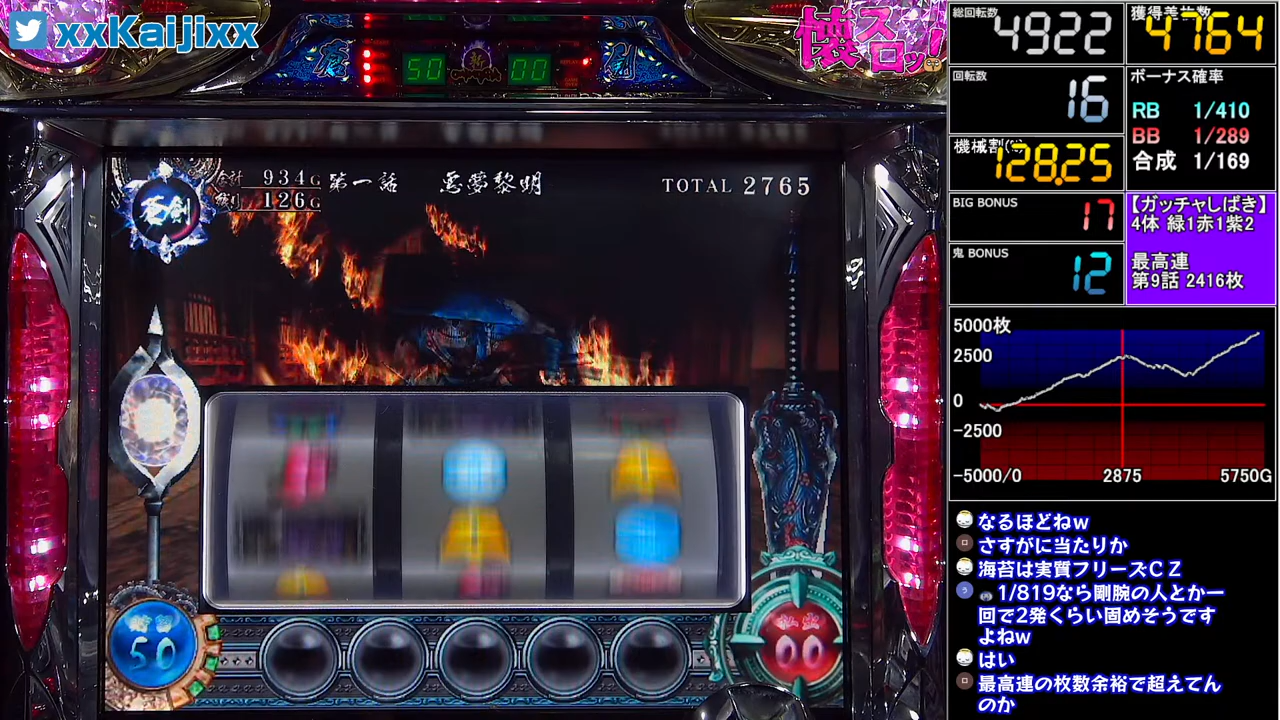 xxKaijixx
蒼
50
新
00
剣
懐スロッ!
蒼剣
合計 934G
126G
第一話 悪夢黎明
TOTAL 2765
貯留
50
払出
00
総回転数
4922
獲得差枚数
4764
回転数
16
ボーナス確率
RB 1/410
BB 1/289
合成 1/169
機械割(%)
128.25
BIG BONUS
17
鬼 BONUS
12
【ガッチャしばき】
4体 緑1赤1紫2
最高連
第9話 2416枚
5000枚
2500
0
-2500
-5000/0 2875 5750G
なるほどねw
さすがに当たりか
海苔は実質フリーズCZ
1/819なら剛腕の人とか一
回で2発くらい固めそうです
よねw
はい
最高連の枚数余裕で超えてん
のか